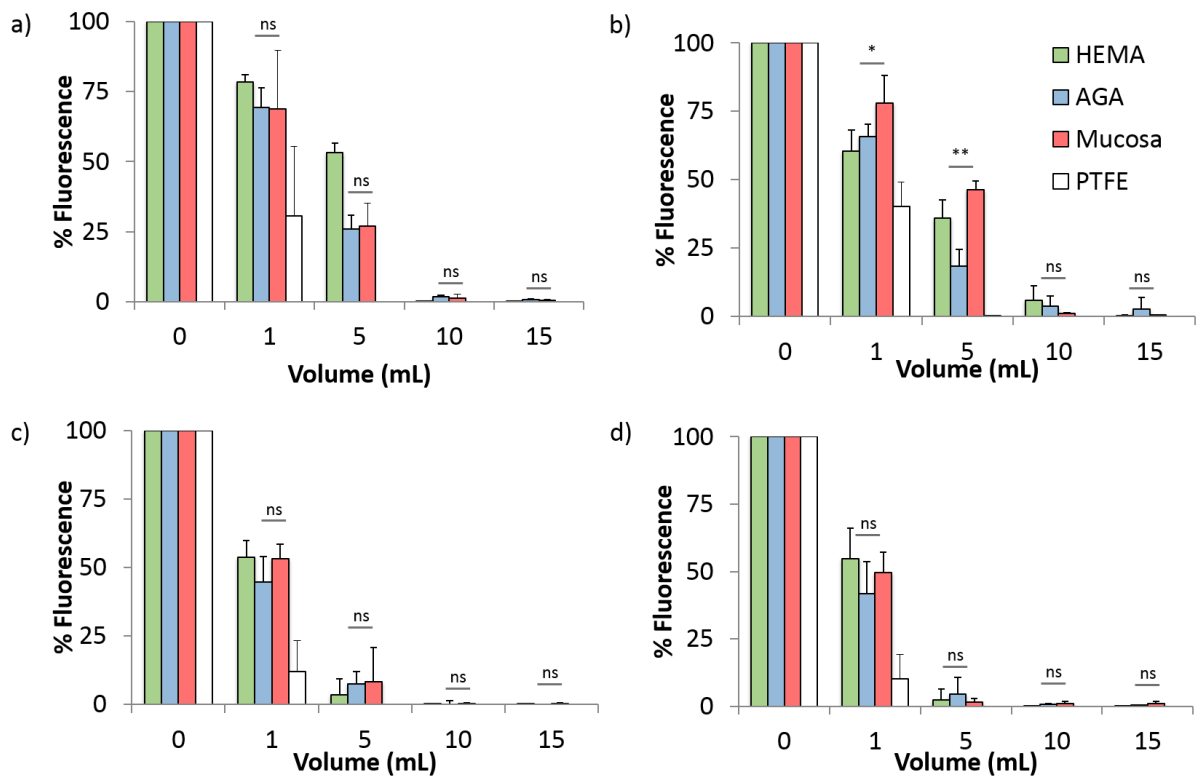 a)
% Fluorescence
100
75
50
25
0
ns
ns
ns
ns
0 1 5 10 15
Volume (mL)
b)
% Fluorescence
100
75
50
25
0
*
**
ns
ns
HEMA
AGA
Mucosa
PTFE
0 1 5 10 15
Volume (mL)
c)
% Fluorescence
100
75
50
25
0
ns
ns
ns
ns
0 1 5 10 15
Volume (mL)
d)
% Fluorescence
100
75
50
25
0
ns
ns
ns
ns
0 1 5 10 15
Volume (mL)